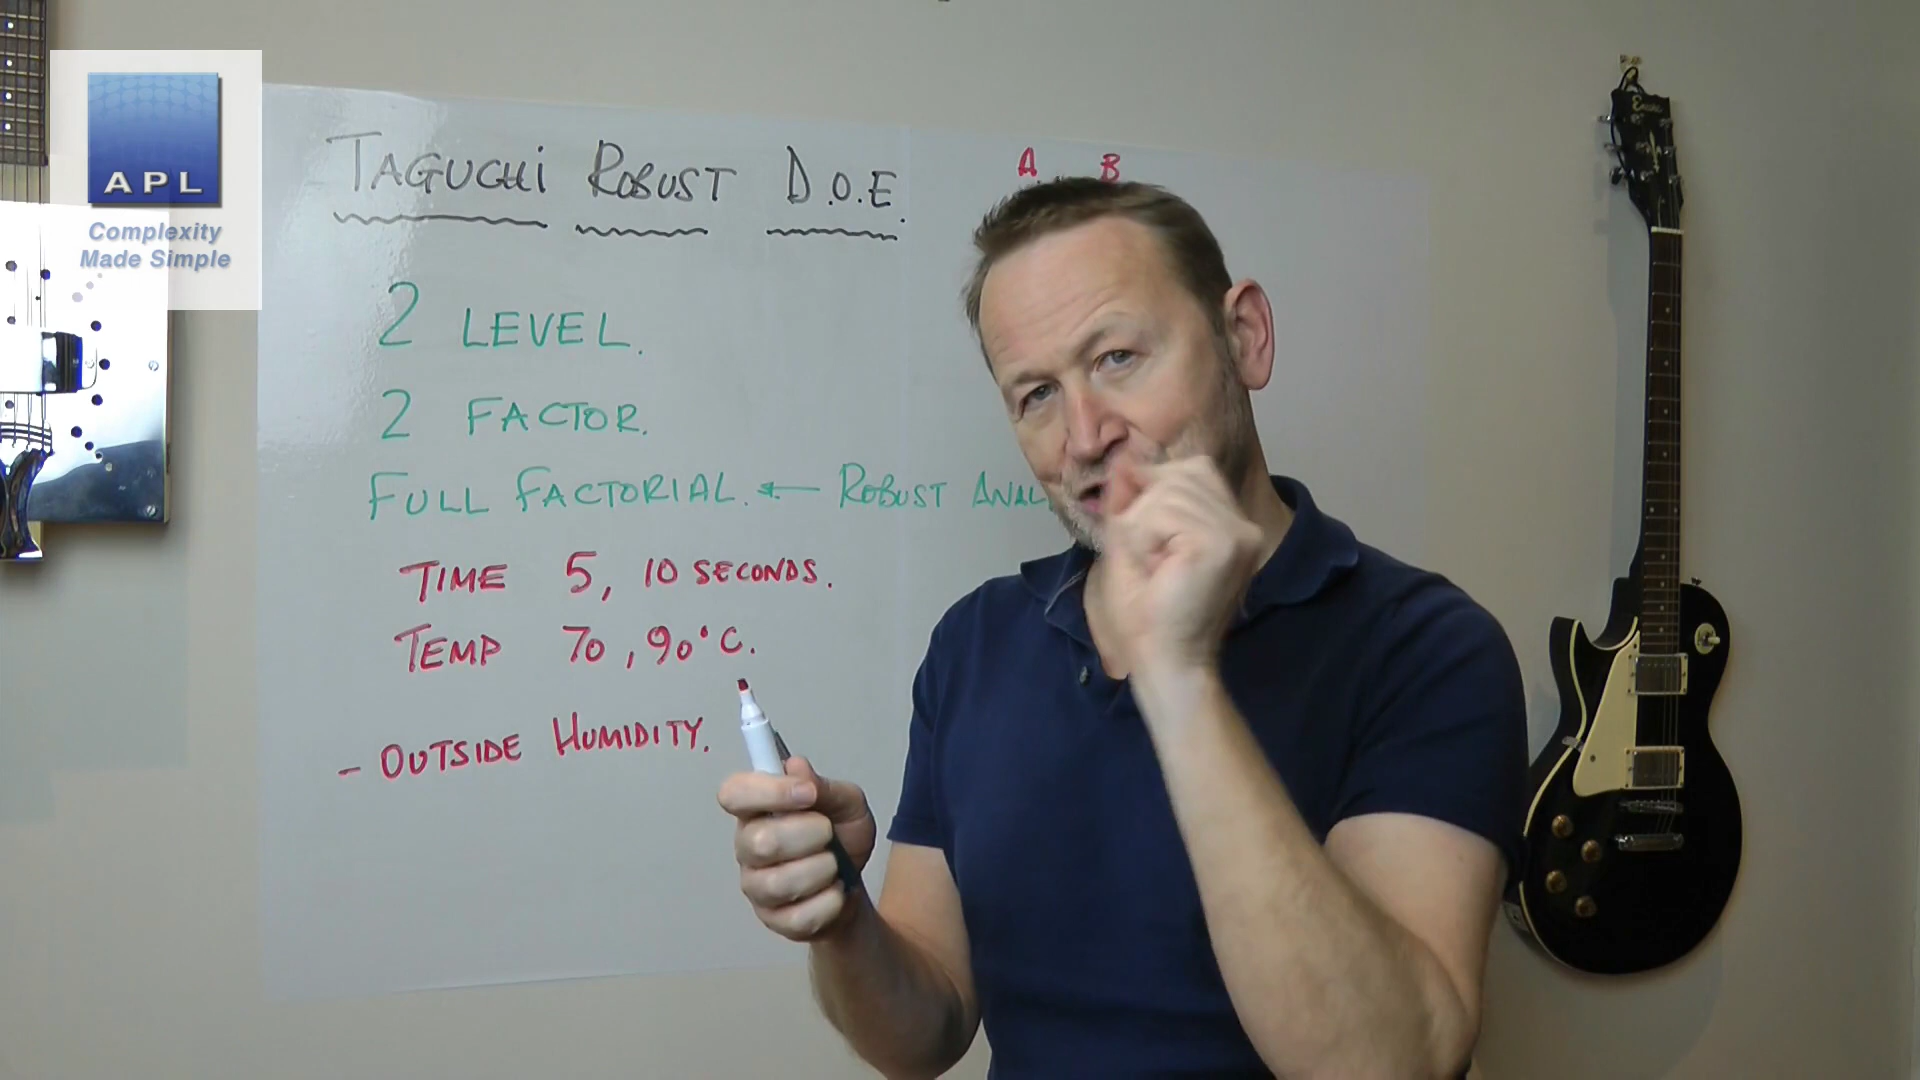 APL
Complexity
Made Simple
TAGUCHI ROBUST D.O.E.
A B
2 LEVEL.
2 FACTOR.
FULL FACTORIAL. ← ROBUST ANAL
TIME 5, 10 SECONDS.
TEMP 70, 90°C.
- OUTSIDE HUMIDITY.